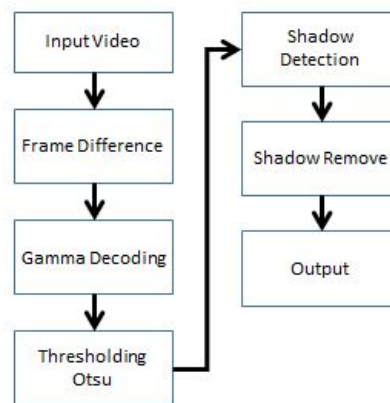 Input Video
Frame Difference
Gamma Decoding
Thresholding
Otsu
Shadow
Detection
Shadow Remove
Output